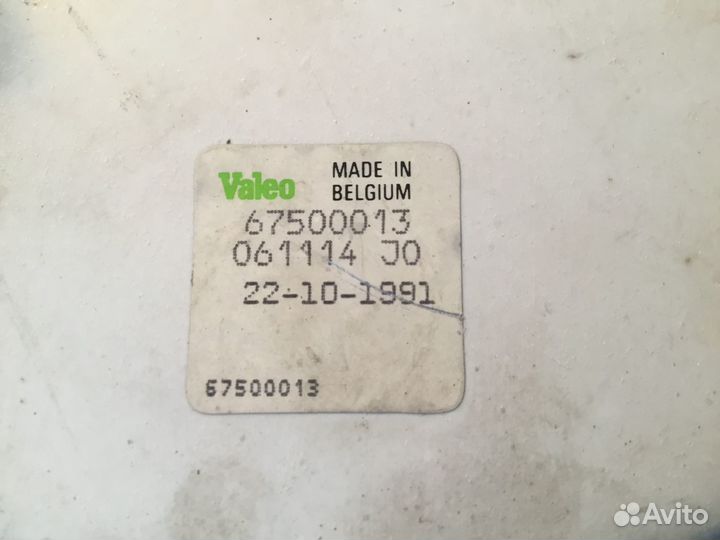 Valeo MADE IN
BELGIUM
67500013
061114 J0
22-10-1991
67500013
Avito